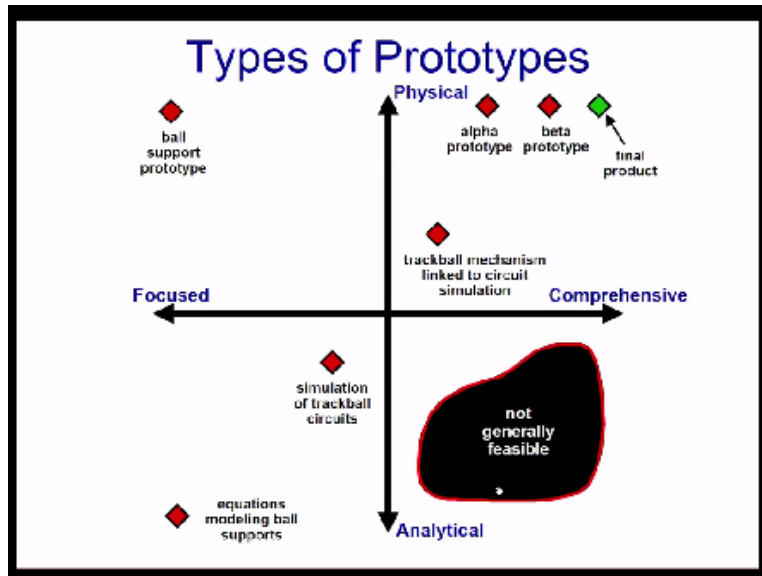 Types of Prototypes
Physical
ball
support
prototype
alpha
prototype
beta
prototype
final
product
trackball mechanism
linked to circuit
simulation
Focused
Comprehensive
simulation
of trackball
circuits
not
generally
feasible
equations
modeling ball
supports
Analytical